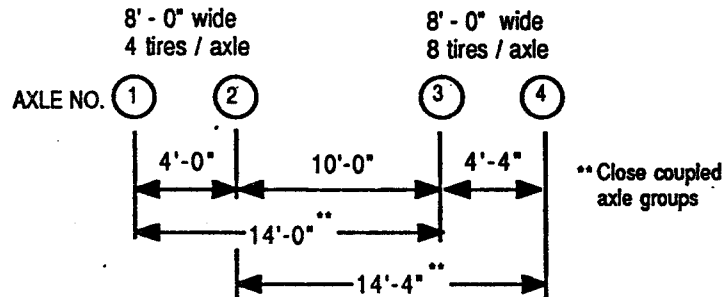 8' - 0" wide
4 tires / axle
8' - 0" wide
8 tires / axle
AXLE NO. 1 2 3 4
4'-0" 10'-0" 4'-4"
** Close coupled
axle groups
14'-0" **
14'-4" **